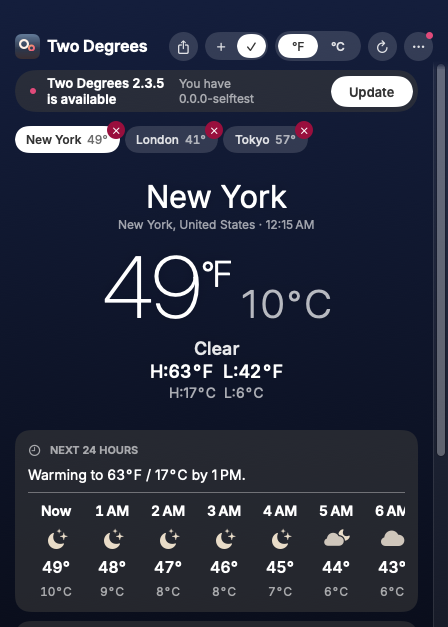 Two Degrees
+ ✓ °F °C ...
Two Degrees 2.3.5
is available
You have
0.0.0-selftest
Update
New York 49° London 41° Tokyo 57°
New York
New York, United States · 12:15 AM
49°F 10°C
Clear
H:63°F L:42°F
H:17°C L:6°C
NEXT 24 HOURS
Warming to 63°F / 17°C by 1 PM.
Now 1 AM 2 AM 3 AM 4 AM 5 AM 6 AM
49° 48° 47° 46° 45° 44° 43°
10°C 9°C 8°C 8°C 7°C 6°C 6°C